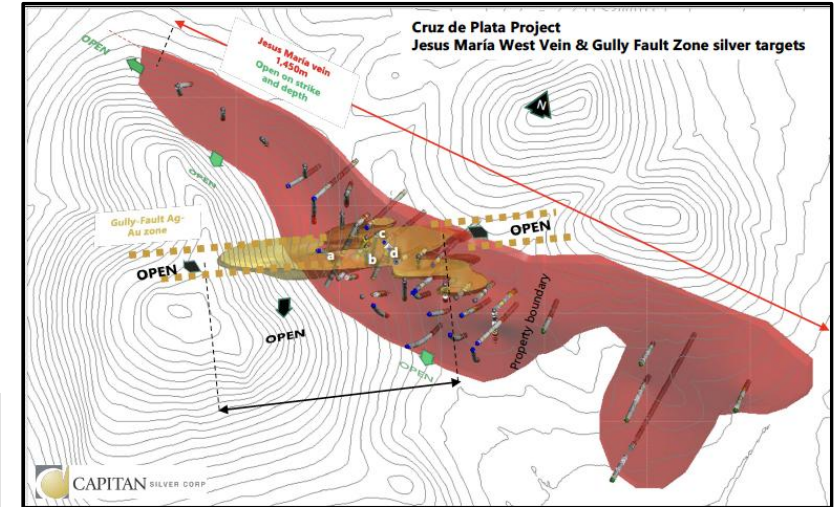 Cruz de Plata Project
Jesus María West Vein & Gully Fault Zone silver targets
OPEN
Jesus María vein
1,450m
Open on strike
and depth
N
OPEN
Gully-Fault Ag-
Au zone
OPEN
OPEN
a
b
c
d
OPEN
OPEN
Property boundary
CAPITAN SILVER CORP